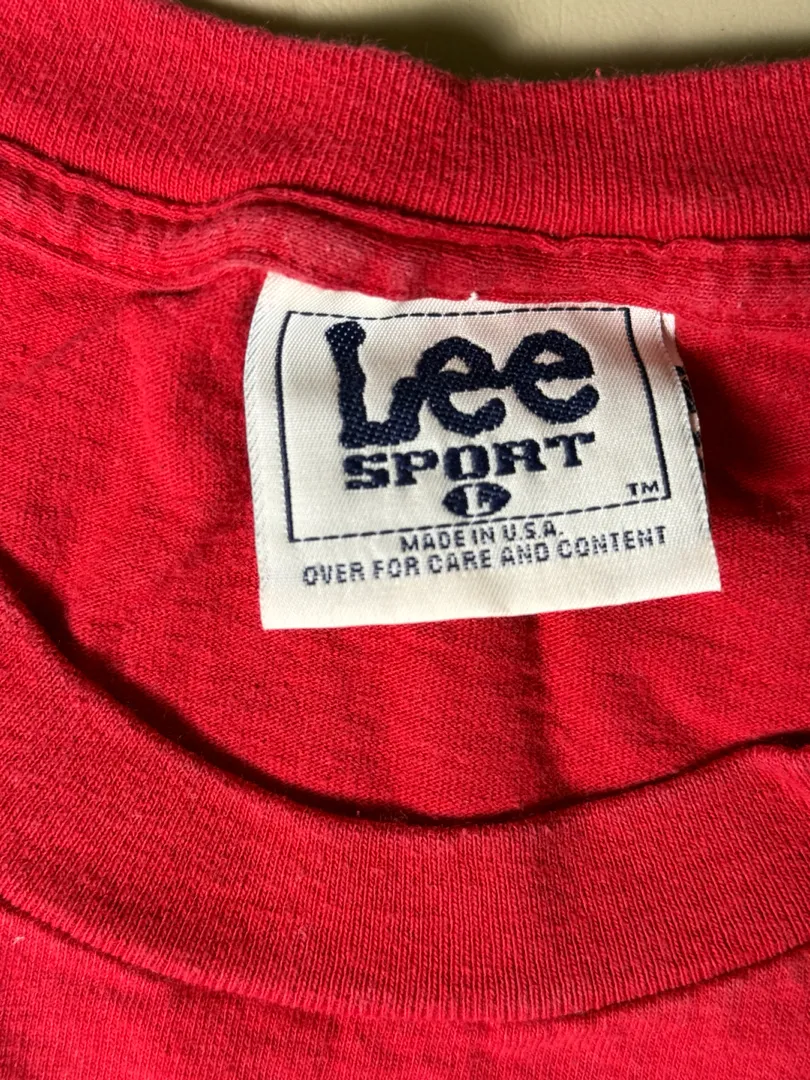 Lee
SPORT
L
TM
MADE IN U.S.A.
OVER FOR CARE AND CONTENT